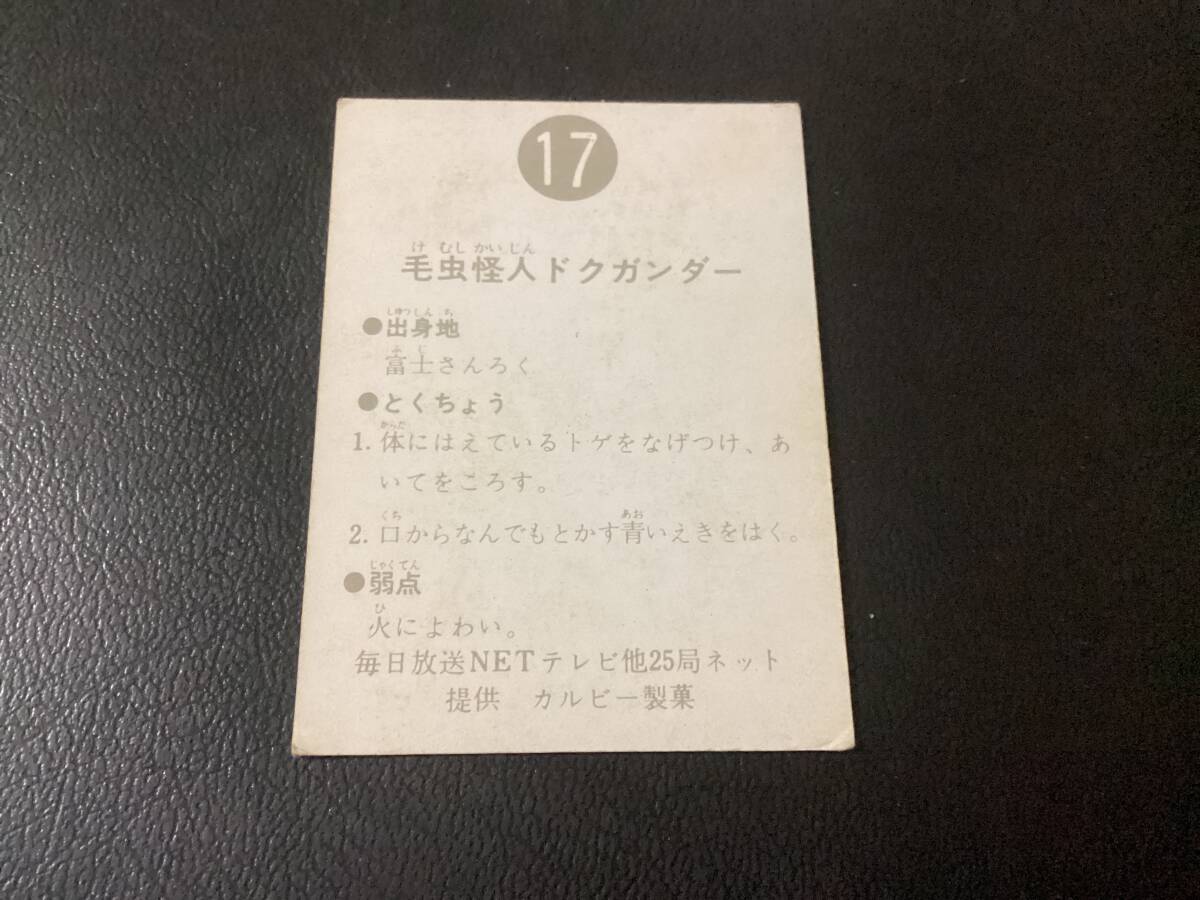 17
け むし かい じん
毛虫怪人ドクガンダー
しゅつしん ち
●出身地
ふ じ
富士さんろく
●とくちょう
からだ
1. 体にはえているトゲをなげつけ、あ
いてをころす。
くち あお
2. 口からなんでもとかす青いえきをはく。
じゃくてん
●弱点
ひ
火によわい。
毎日放送NETテレビ他25局ネット
提供 カルビー製菓